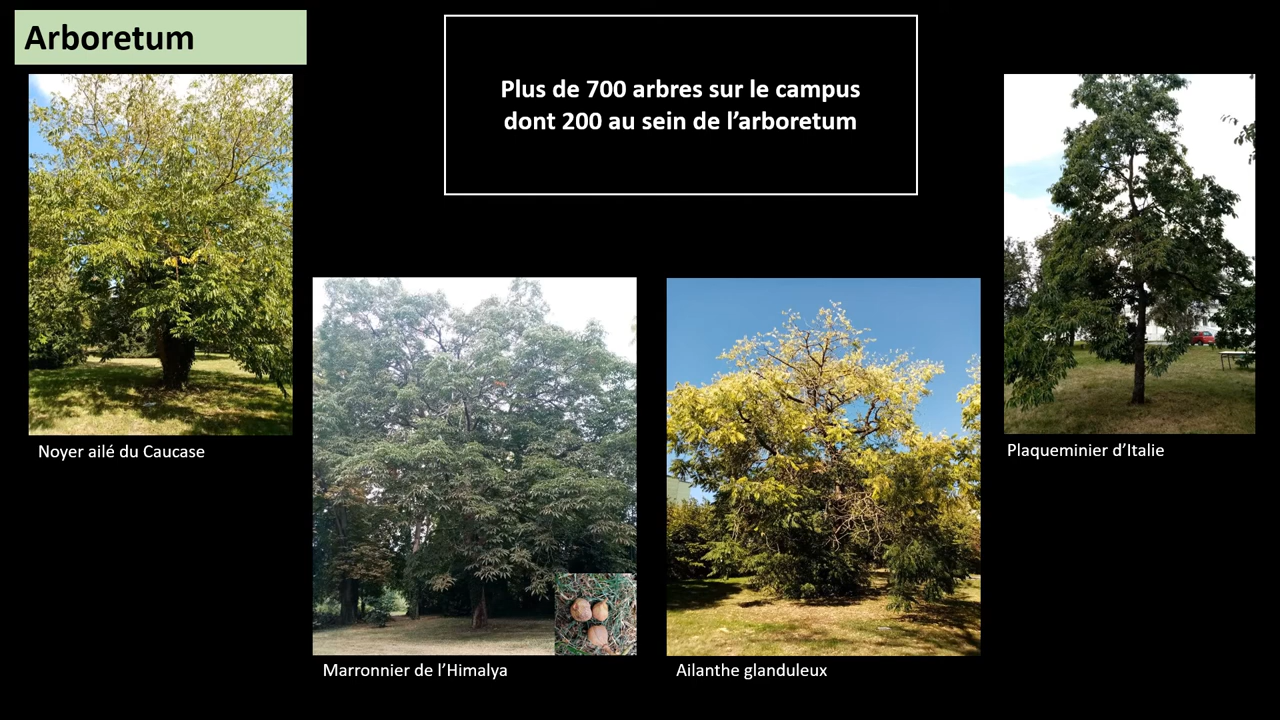 Arboretum
Plus de 700 arbres sur le campus
dont 200 au sein de l’arboretum
Noyer ailé du Caucase
Plaqueminier d’Italie
Marronnier de l’Himalya
Ailanthe glanduleux